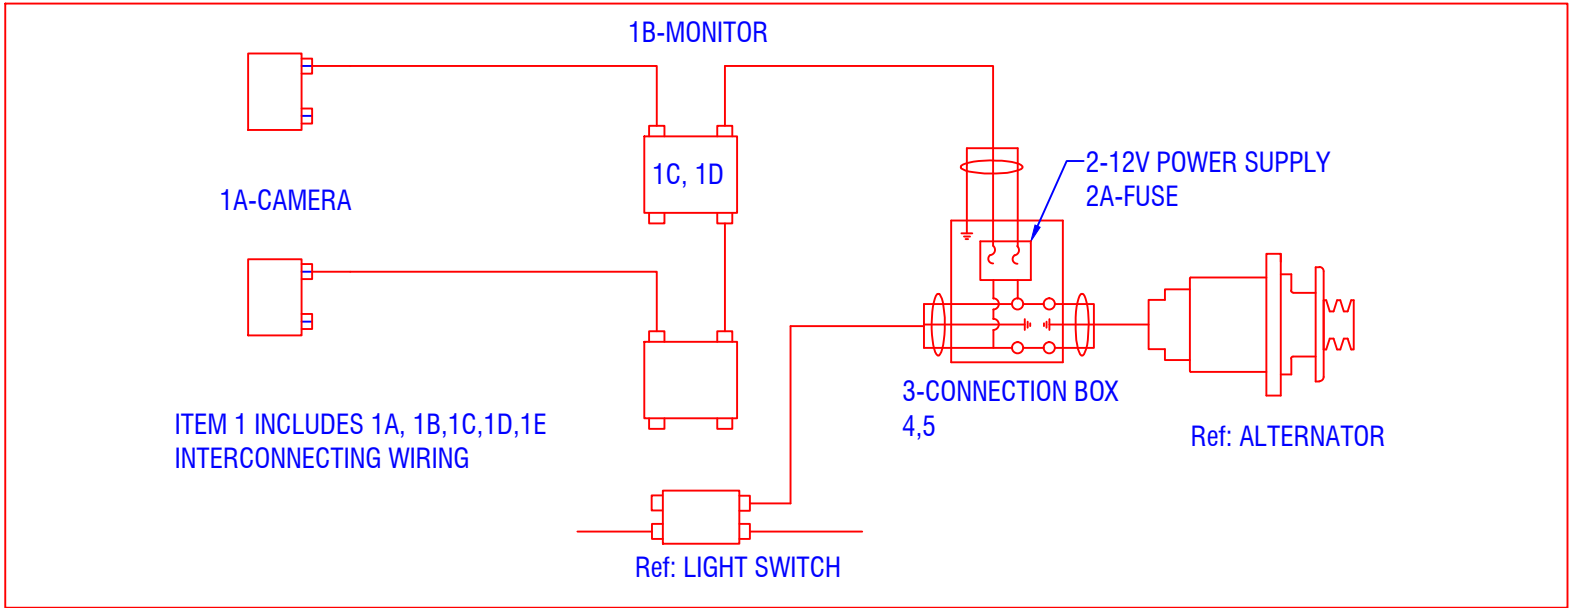 1B-MONITOR
1C, 1D
2-12V POWER SUPPLY
2A-FUSE
1A-CAMERA
3-CONNECTION BOX
4,5
Ref: ALTERNATOR
ITEM 1 INCLUDES 1A, 1B,1C,1D,1E
INTERCONNECTING WIRING
Ref: LIGHT SWITCH